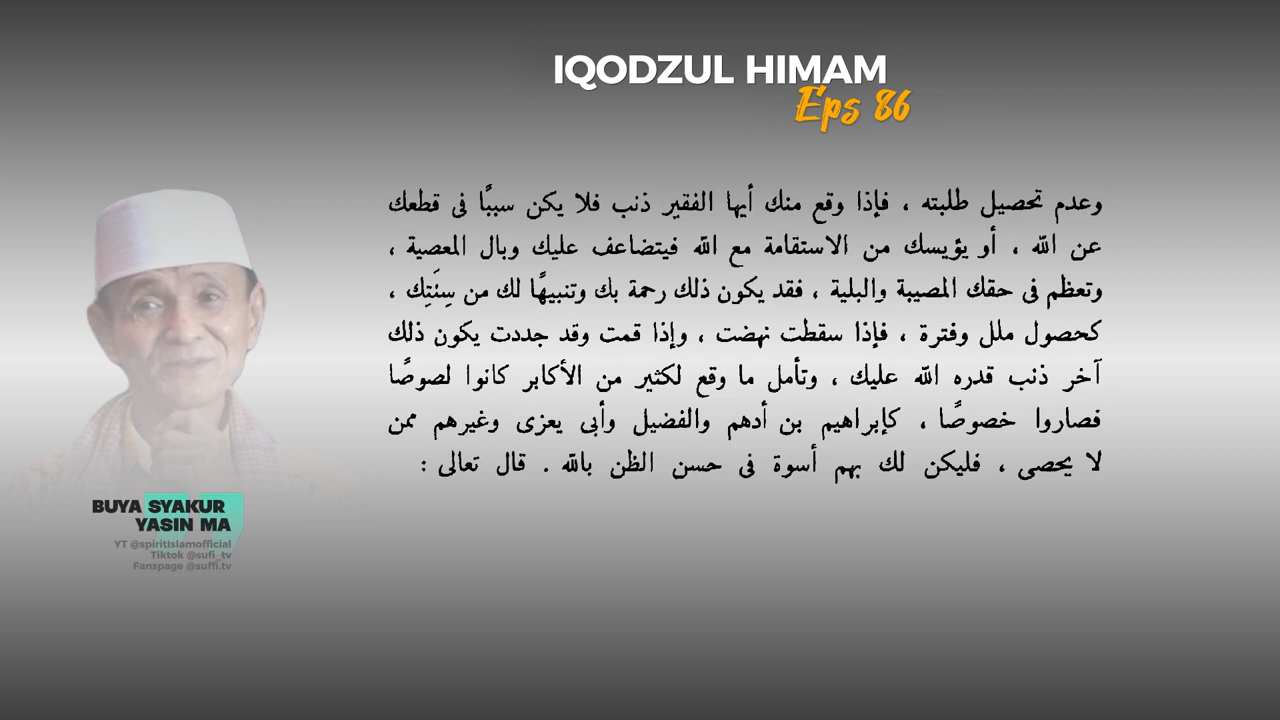 IQODZUL HIMAM
Eps 86
وعدم تحصيل طلبته ، فإذا وقع منك أيها الفقير ذنب فلا يكن سببًا فى قطعك
عن الله ، أو يؤيسك من الاستقامة مع الله فيتضاعف عليك وبال المعصية ،
وتعظم فى حقك المصيبة والبلية ، فقد يكون ذلك رحمة بك وتنبيهًا لك من سِنَتِك ،
كحصول ملل وفترة ، فإذا سقطت نهضت ، وإذا قمت وقد جددت يكون ذلك
آخر ذنب قدره الله عليك ، وتأمل ما وقع لكثير من الأكابر كانوا لصوصًا
فصاروا خصوصًا ، كإبراهيم بن أدهم والفضيل وأبى يعزى وغيرهم ممن
لا يحصى ، فليكن لك بهم أسوة فى حسن الظن بالله . قال تعالى :
BUYA SYAKUR
YASIN MA
YT @spiritIslamofficial
Tiktok @sufi_tv
Fanspage @suffi.tv